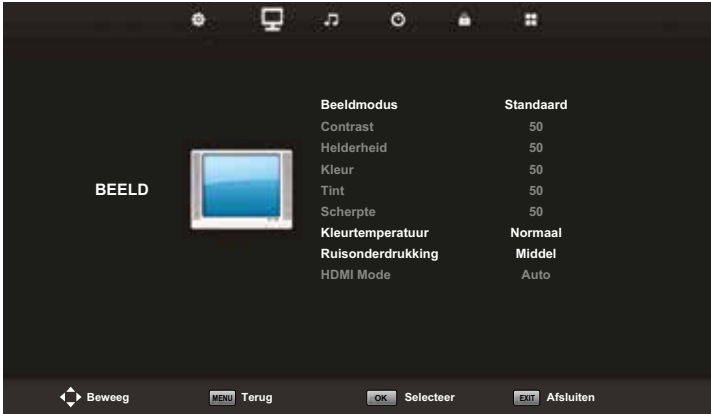 Beeldmodus Standaard
Contrast 50
Helderheid 50
Kleur 50
BEELD
Tint 50
Scherpte 50
Kleurtemperatuur Normaal
Ruisonderdrukking Middel
HDMI Mode Auto
Beweeg MENU Terug OK Selecteer EXIT Afsluiten